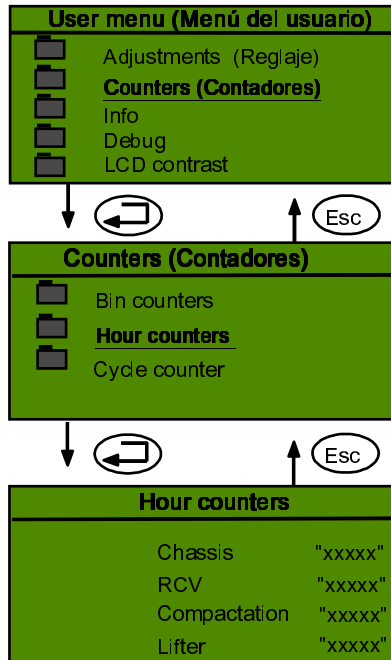 User menu (Menú del usuario)
Adjustments (Reglaje)
Counters (Contadores)
Info
Debug
LCD contrast
Esc
Counters (Contadores)
Bin counters
Hour counters
Cycle counter
Esc
Hour counters
Chassis "xxxxx"
RCV "xxxxx"
Compactation "xxxxx"
Lifter "xxxxx"